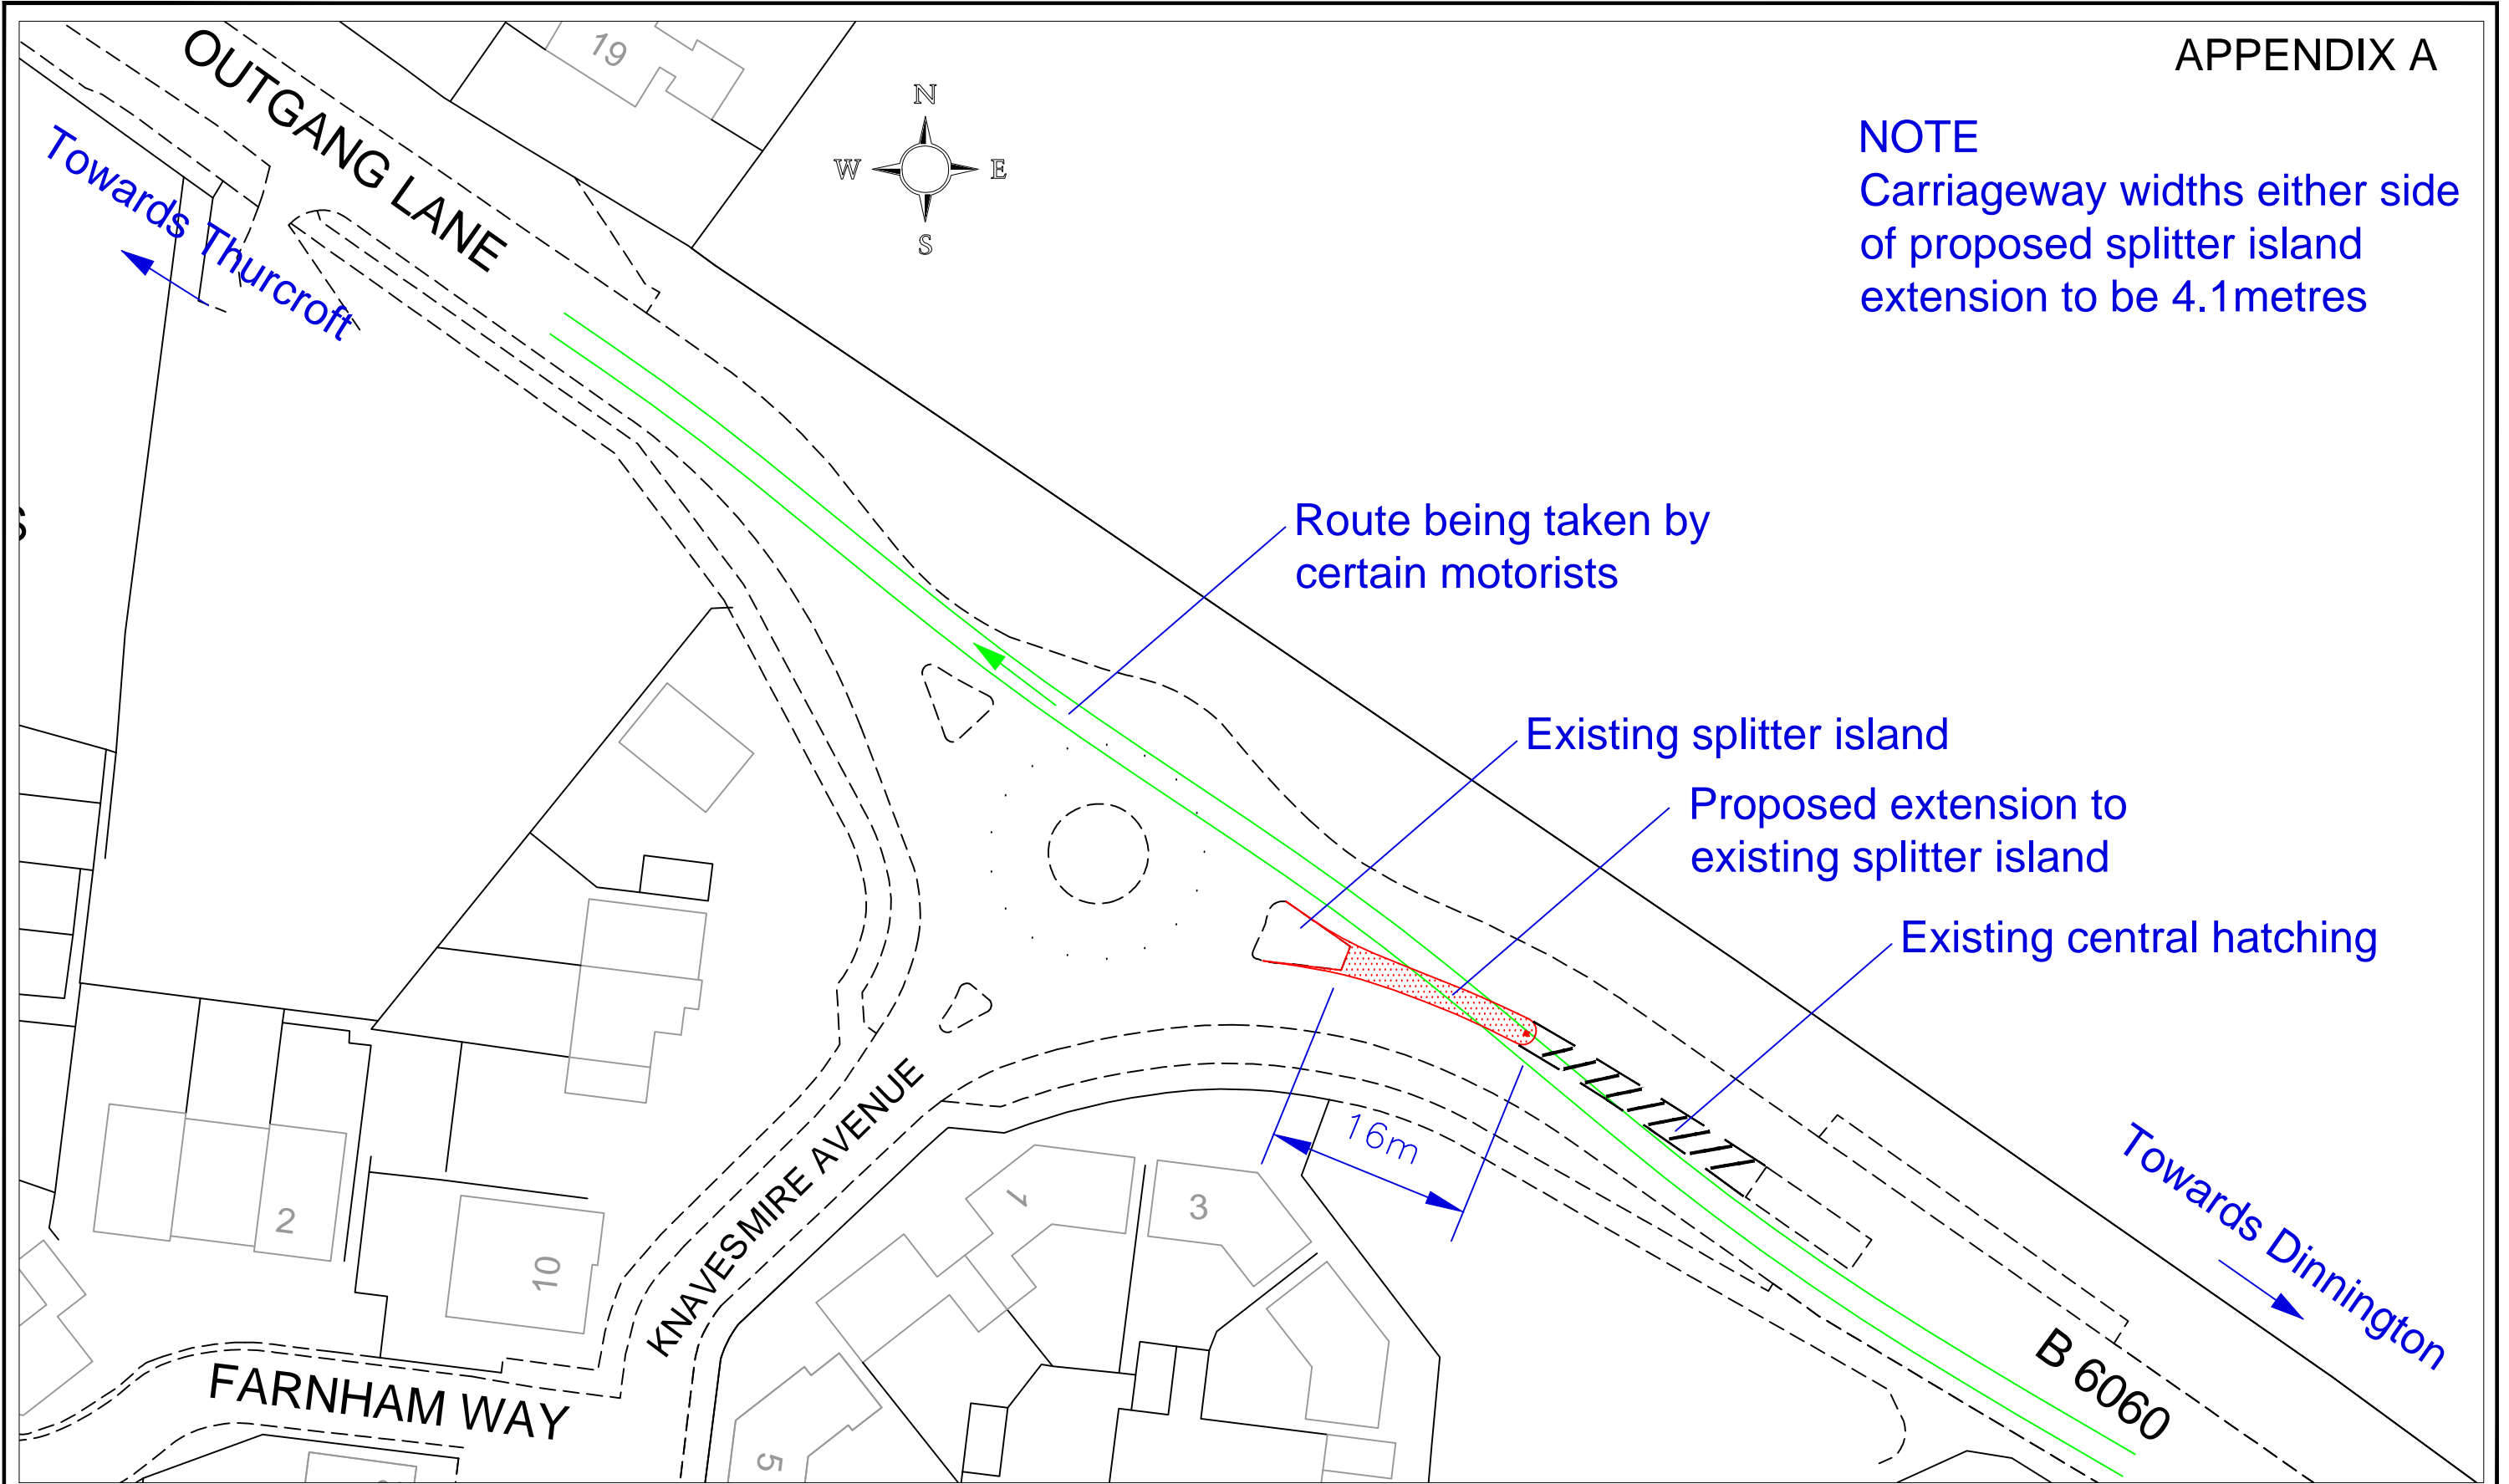 APPENDIX A
NOTE
Carriageway widths either side
of proposed splitter island
extension to be 4.1metres
OUTGANG LANE
19
N
W
E
S
Towards Thurcroft
Route being taken by
certain motorists
Existing splitter island
Proposed extension to
existing splitter island
Existing central hatching
16m
Towards Dinnington
B 6060
KNAVESMIRE AVENUE
1
3
2
10
5
FARNHAM WAY